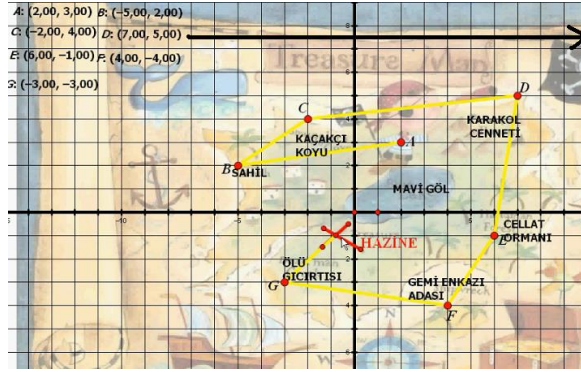 A: (2,00, 3,00) B: (−5,00, 2,00)
C: (−2,00, 4,00) D: (7,00, 5,00)
E: (6,00, −1,00) F: (4,00, −4,00)
G: (−3,00, −3,00)
Treasure Map
D
C
KARAKOL
CENNETİ
KAÇAKÇI
KOYU
A
B
SAHİL
MAVİ GÖL
CELLAT
ORMANI
E
HAZİNE
ÖLÜ
GICIRTISI
G
GEMİ ENKAZI
ADASI
F